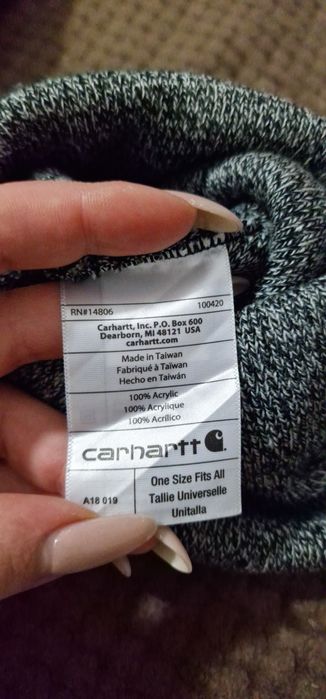 RN#14806 100420
Carhartt, Inc. P.O. Box 600
Dearborn, MI 48121 USA
carhartt.com
Made in Taiwan
Fabriqué à Taiwan
Hecho en Taiwán
100% Acrylic
100% Acrylique
100% Acrílico
carhartt
One Size Fits All
Tallie Universelle
Unitalla
A18 019